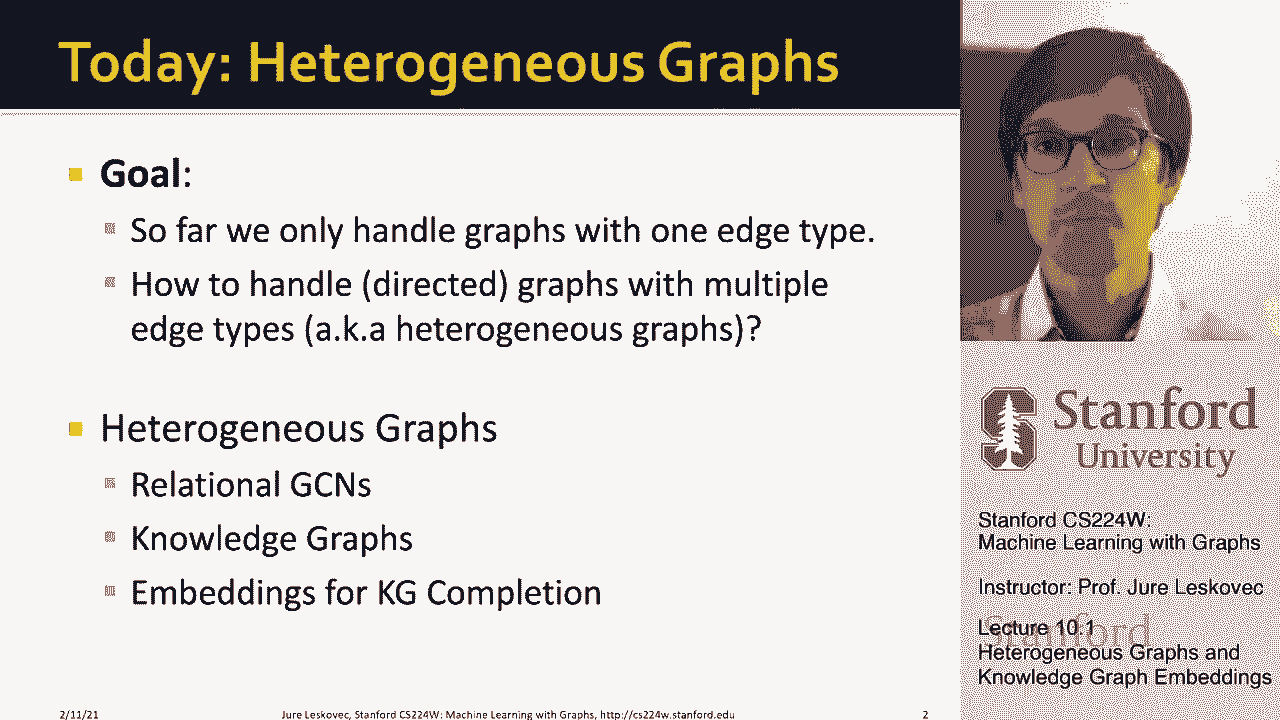 Today: Heterogeneous Graphs
Goal:
So far we only handle graphs with one edge type.
How to handle (directed) graphs with multiple
edge types (a.k.a heterogeneous graphs)?
Heterogeneous Graphs
Relational GCNs
Knowledge Graphs
Embeddings for KG Completion
2/11/21
Jure Leskovec, Stanford CS224W: Machine Learning with Graphs, http://cs224w.stanford.edu
2
Stanford
University
Stanford CS224W:
Machine Learning with Graphs
Instructor: Prof. Jure Leskovec
Lecture 10.1
Heterogeneous Graphs and
Knowledge Graph Embeddings